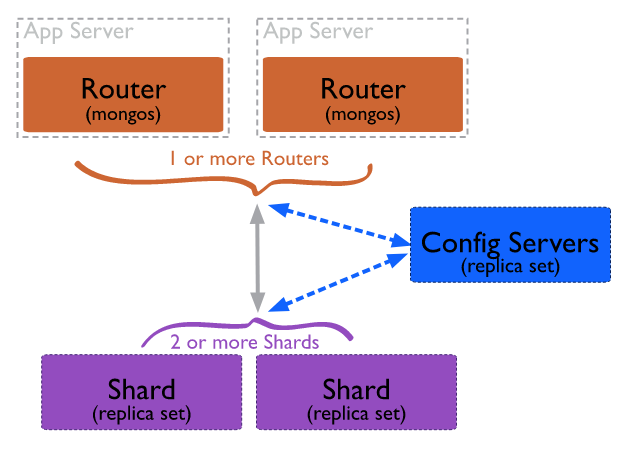 App Server
App Server
Router
(mongos)
Router
(mongos)
1 or more Routers
Config Servers
(replica set)
2 or more Shards
Shard
(replica set)
Shard
(replica set)